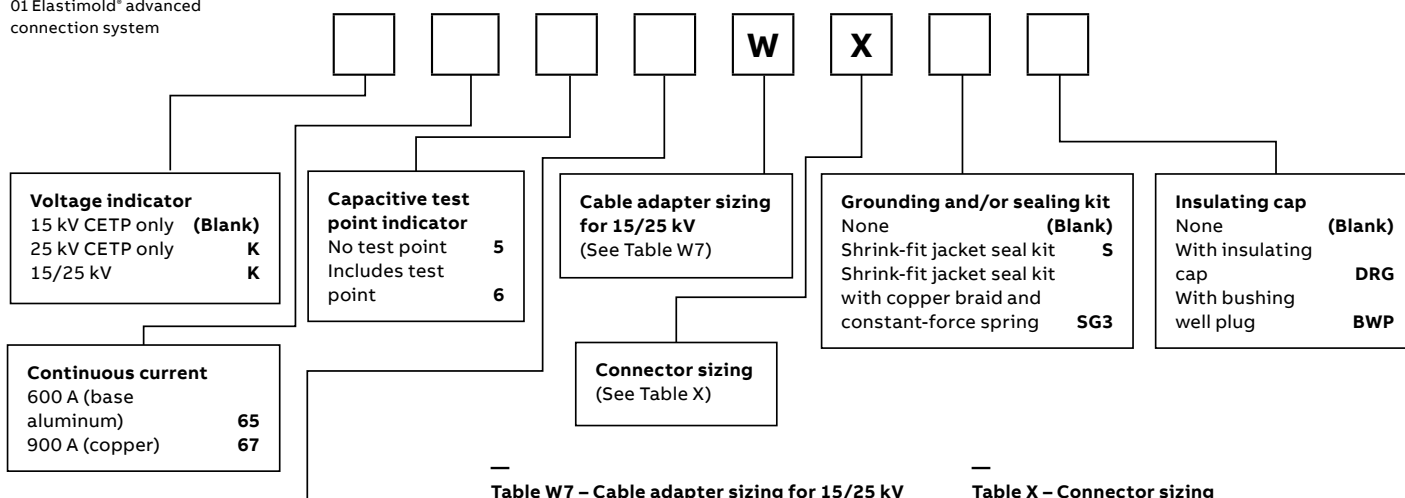 01 Elastimold® advanced
connection system
W X
Voltage indicator
15 kV CETP only (Blank)
25 kV CETP only K
15/25 kV K
Capacitive test
point indicator
No test point 5
Includes test
point 6
Cable adapter sizing
for 15/25 kV
(See Table W7)
Grounding and/or sealing kit
None (Blank)
Shrink-fit jacket seal kit S
Shrink-fit jacket seal kit
with copper braid and
constant-force spring SG3
Insulating cap
None (Blank)
With insulating
cap DRG
With bushing
well plug BWP
Continuous current
600 A (base
aluminum) 65
900 A (copper) 67
Connector sizing
(See Table X)
—
Table W7 – Cable adapter sizing for 15/25 kV
—
Table X – Connector sizing